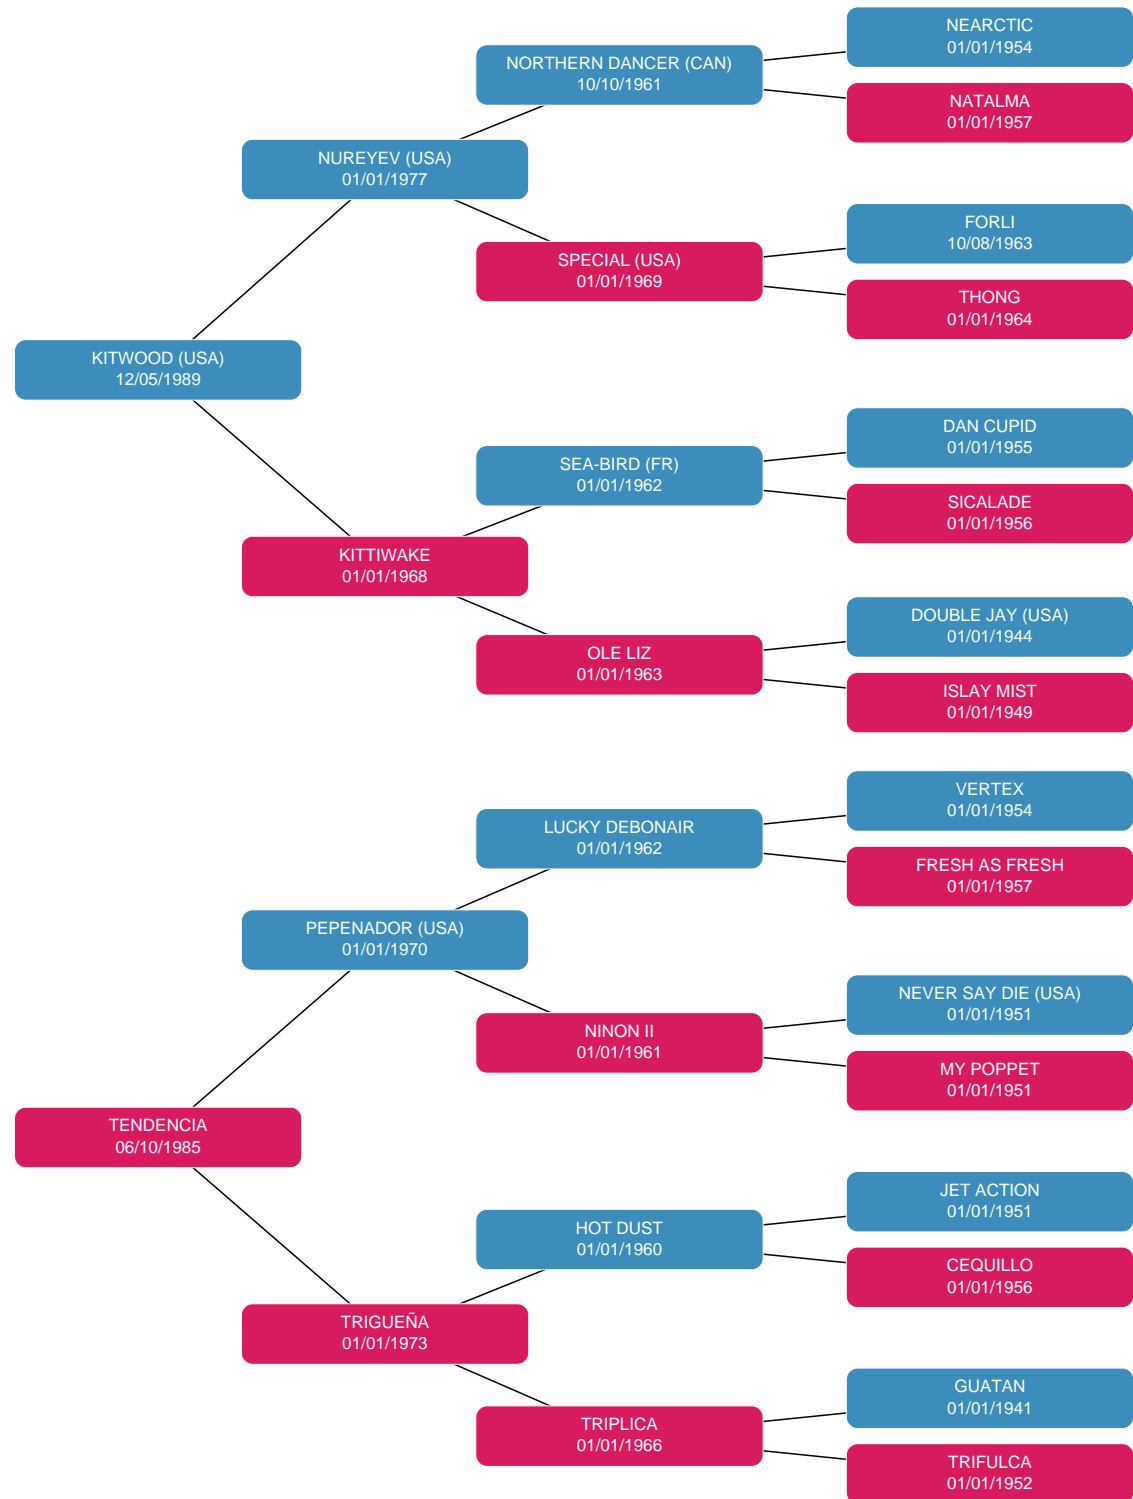 NEARCTIC
01/01/1954
NORTHERN DANCER (CAN)
10/10/1961
NATALMA
01/01/1957
NUREYEV (USA)
01/01/1977
FORLI
10/08/1963
SPECIAL (USA)
01/01/1969
THONG
01/01/1964
KITWOOD (USA)
12/05/1989
DAN CUPID
01/01/1955
SEA-BIRD (FR)
01/01/1962
SICALADE
01/01/1956
KITTIWAKE
01/01/1968
DOUBLE JAY (USA)
01/01/1944
OLE LIZ
01/01/1963
ISLAY MIST
01/01/1949
VERTEX
01/01/1954
LUCKY DEBONAIR
01/01/1962
FRESH AS FRESH
01/01/1957
PEPENADOR (USA)
01/01/1970
NEVER SAY DIE (USA)
01/01/1951
NINON II
01/01/1961
MY POPPET
01/01/1951
TENDENCIA
06/10/1985
JET ACTION
01/01/1951
HOT DUST
01/01/1960
CEQUILLO
01/01/1956
TRIGUEÑA
01/01/1973
GUATAN
01/01/1941
TRIPLICA
01/01/1966
TRIFULCA
01/01/1952